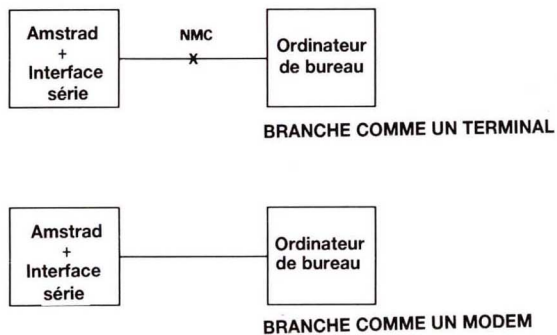 Amstrad
+
Interface
série
NMC
x
Ordinateur
de bureau
BRANCHE COMME UN TERMINAL
Amstrad
+
Interface
série
Ordinateur
de bureau
BRANCHE COMME UN MODEM